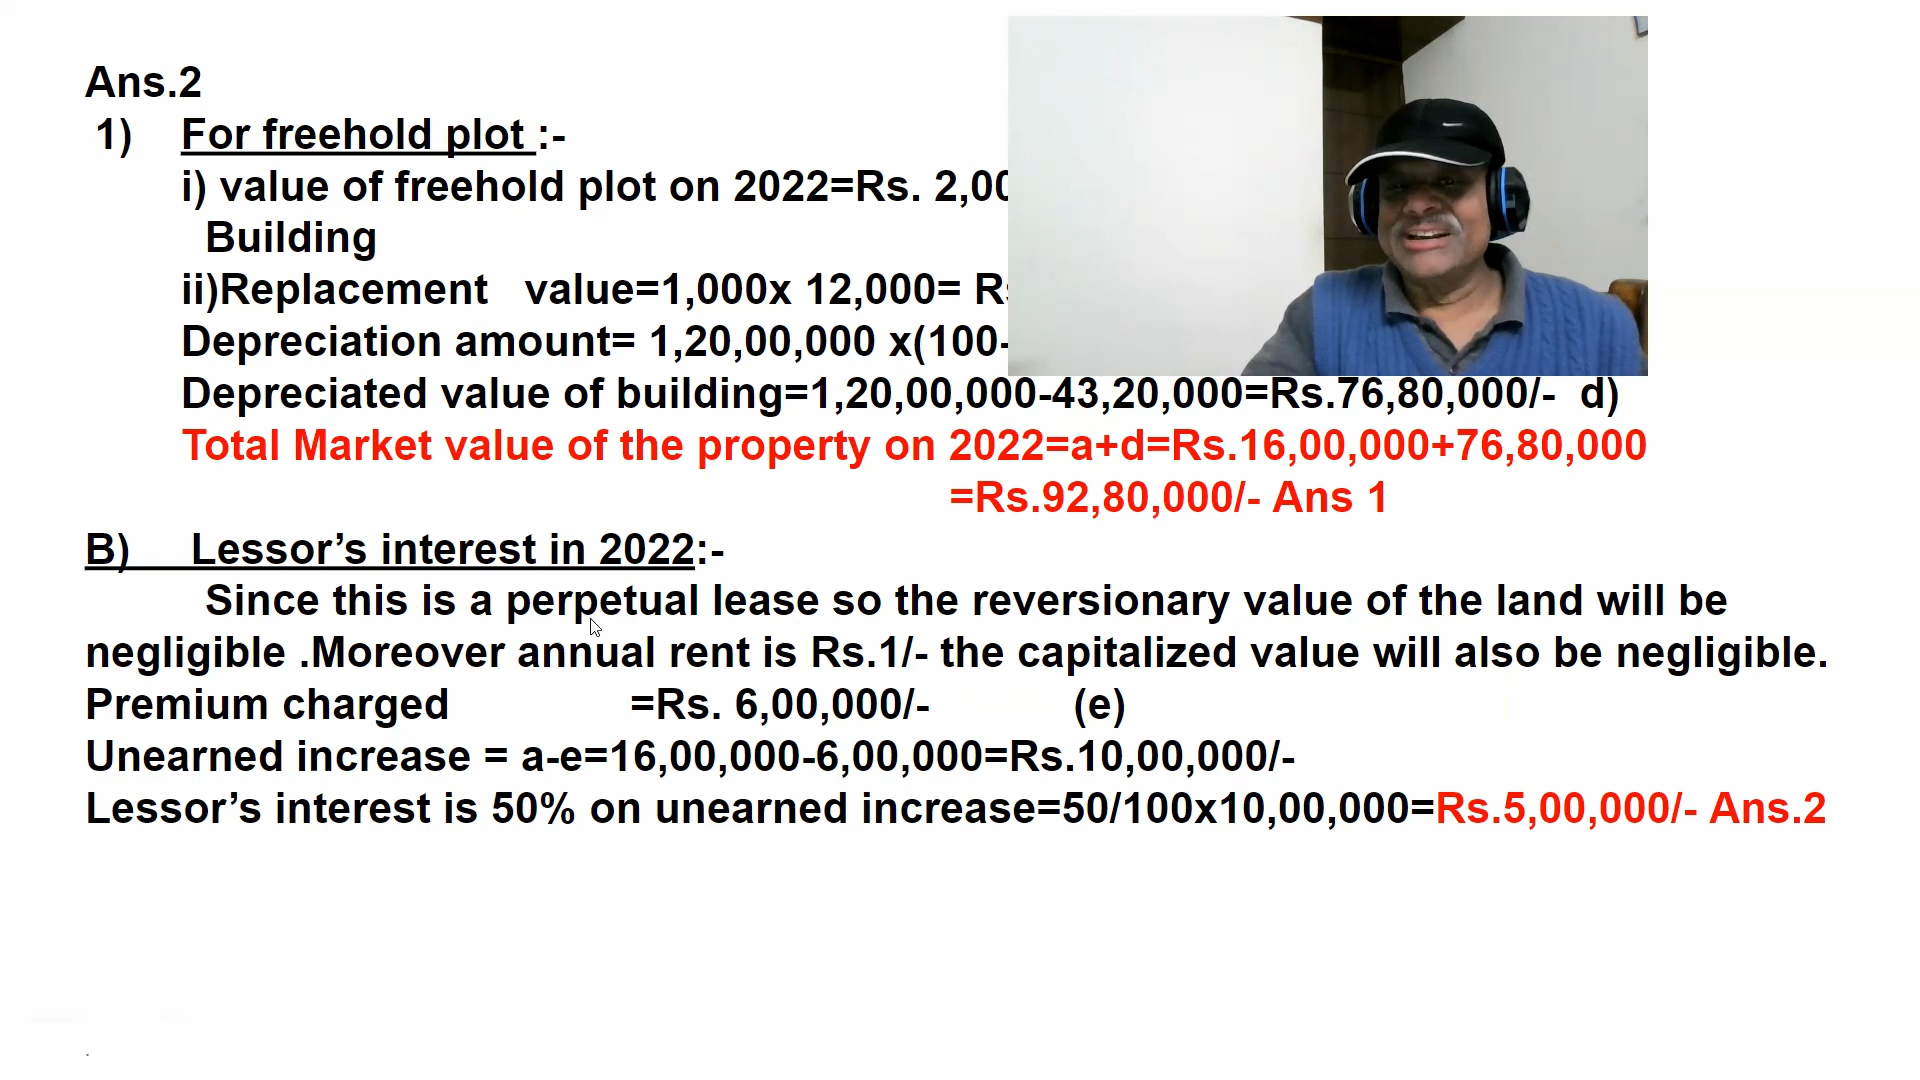 Ans.2
1) For freehold plot :-
i) value of freehold plot on 2022=Rs. 2,00
Building
ii)Replacement value=1,000x 12,000= Rs
Depreciation amount= 1,20,00,000 x(100-
Depreciated value of building=1,20,00,000-43,20,000=Rs.76,80,000/- d)
Total Market value of the property on 2022=a+d=Rs.16,00,000+76,80,000
=Rs.92,80,000/- Ans 1
B) Lessor’s interest in 2022:-
Since this is a perpetual lease so the reversionary value of the land will be
negligible .Moreover annual rent is Rs.1/- the capitalized value will also be negligible.
Premium charged =Rs. 6,00,000/- (e)
Unearned increase = a-e=16,00,000-6,00,000=Rs.10,00,000/-
Lessor’s interest is 50% on unearned increase=50/100x10,00,000=Rs.5,00,000/- Ans.2
.